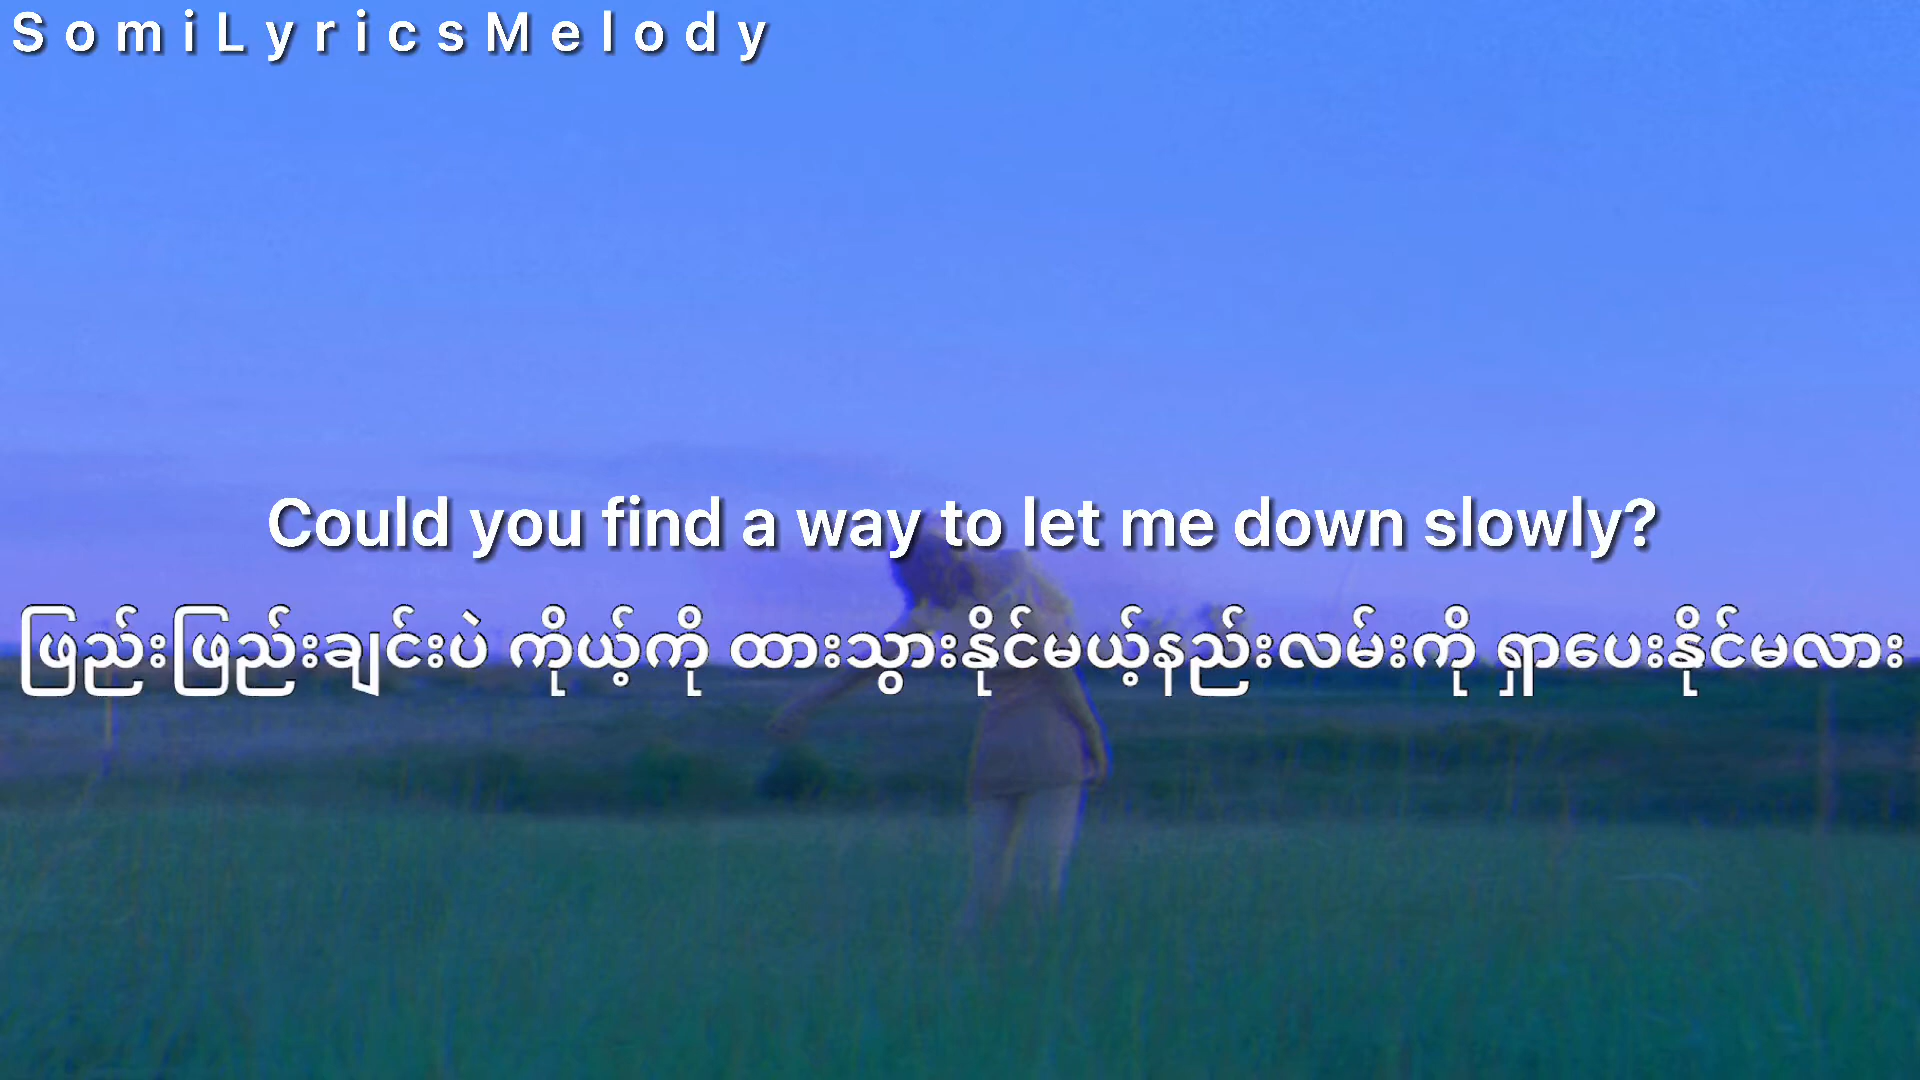 SomiLyricsMelody
Could you find a way to let me down slowly?
ဖြည်းဖြည်းချင်းပဲ ကိုယ့်ကို ထားသွားနိုင်မယ့်နည်းလမ်းကို ရှာပေးနိုင်မလား